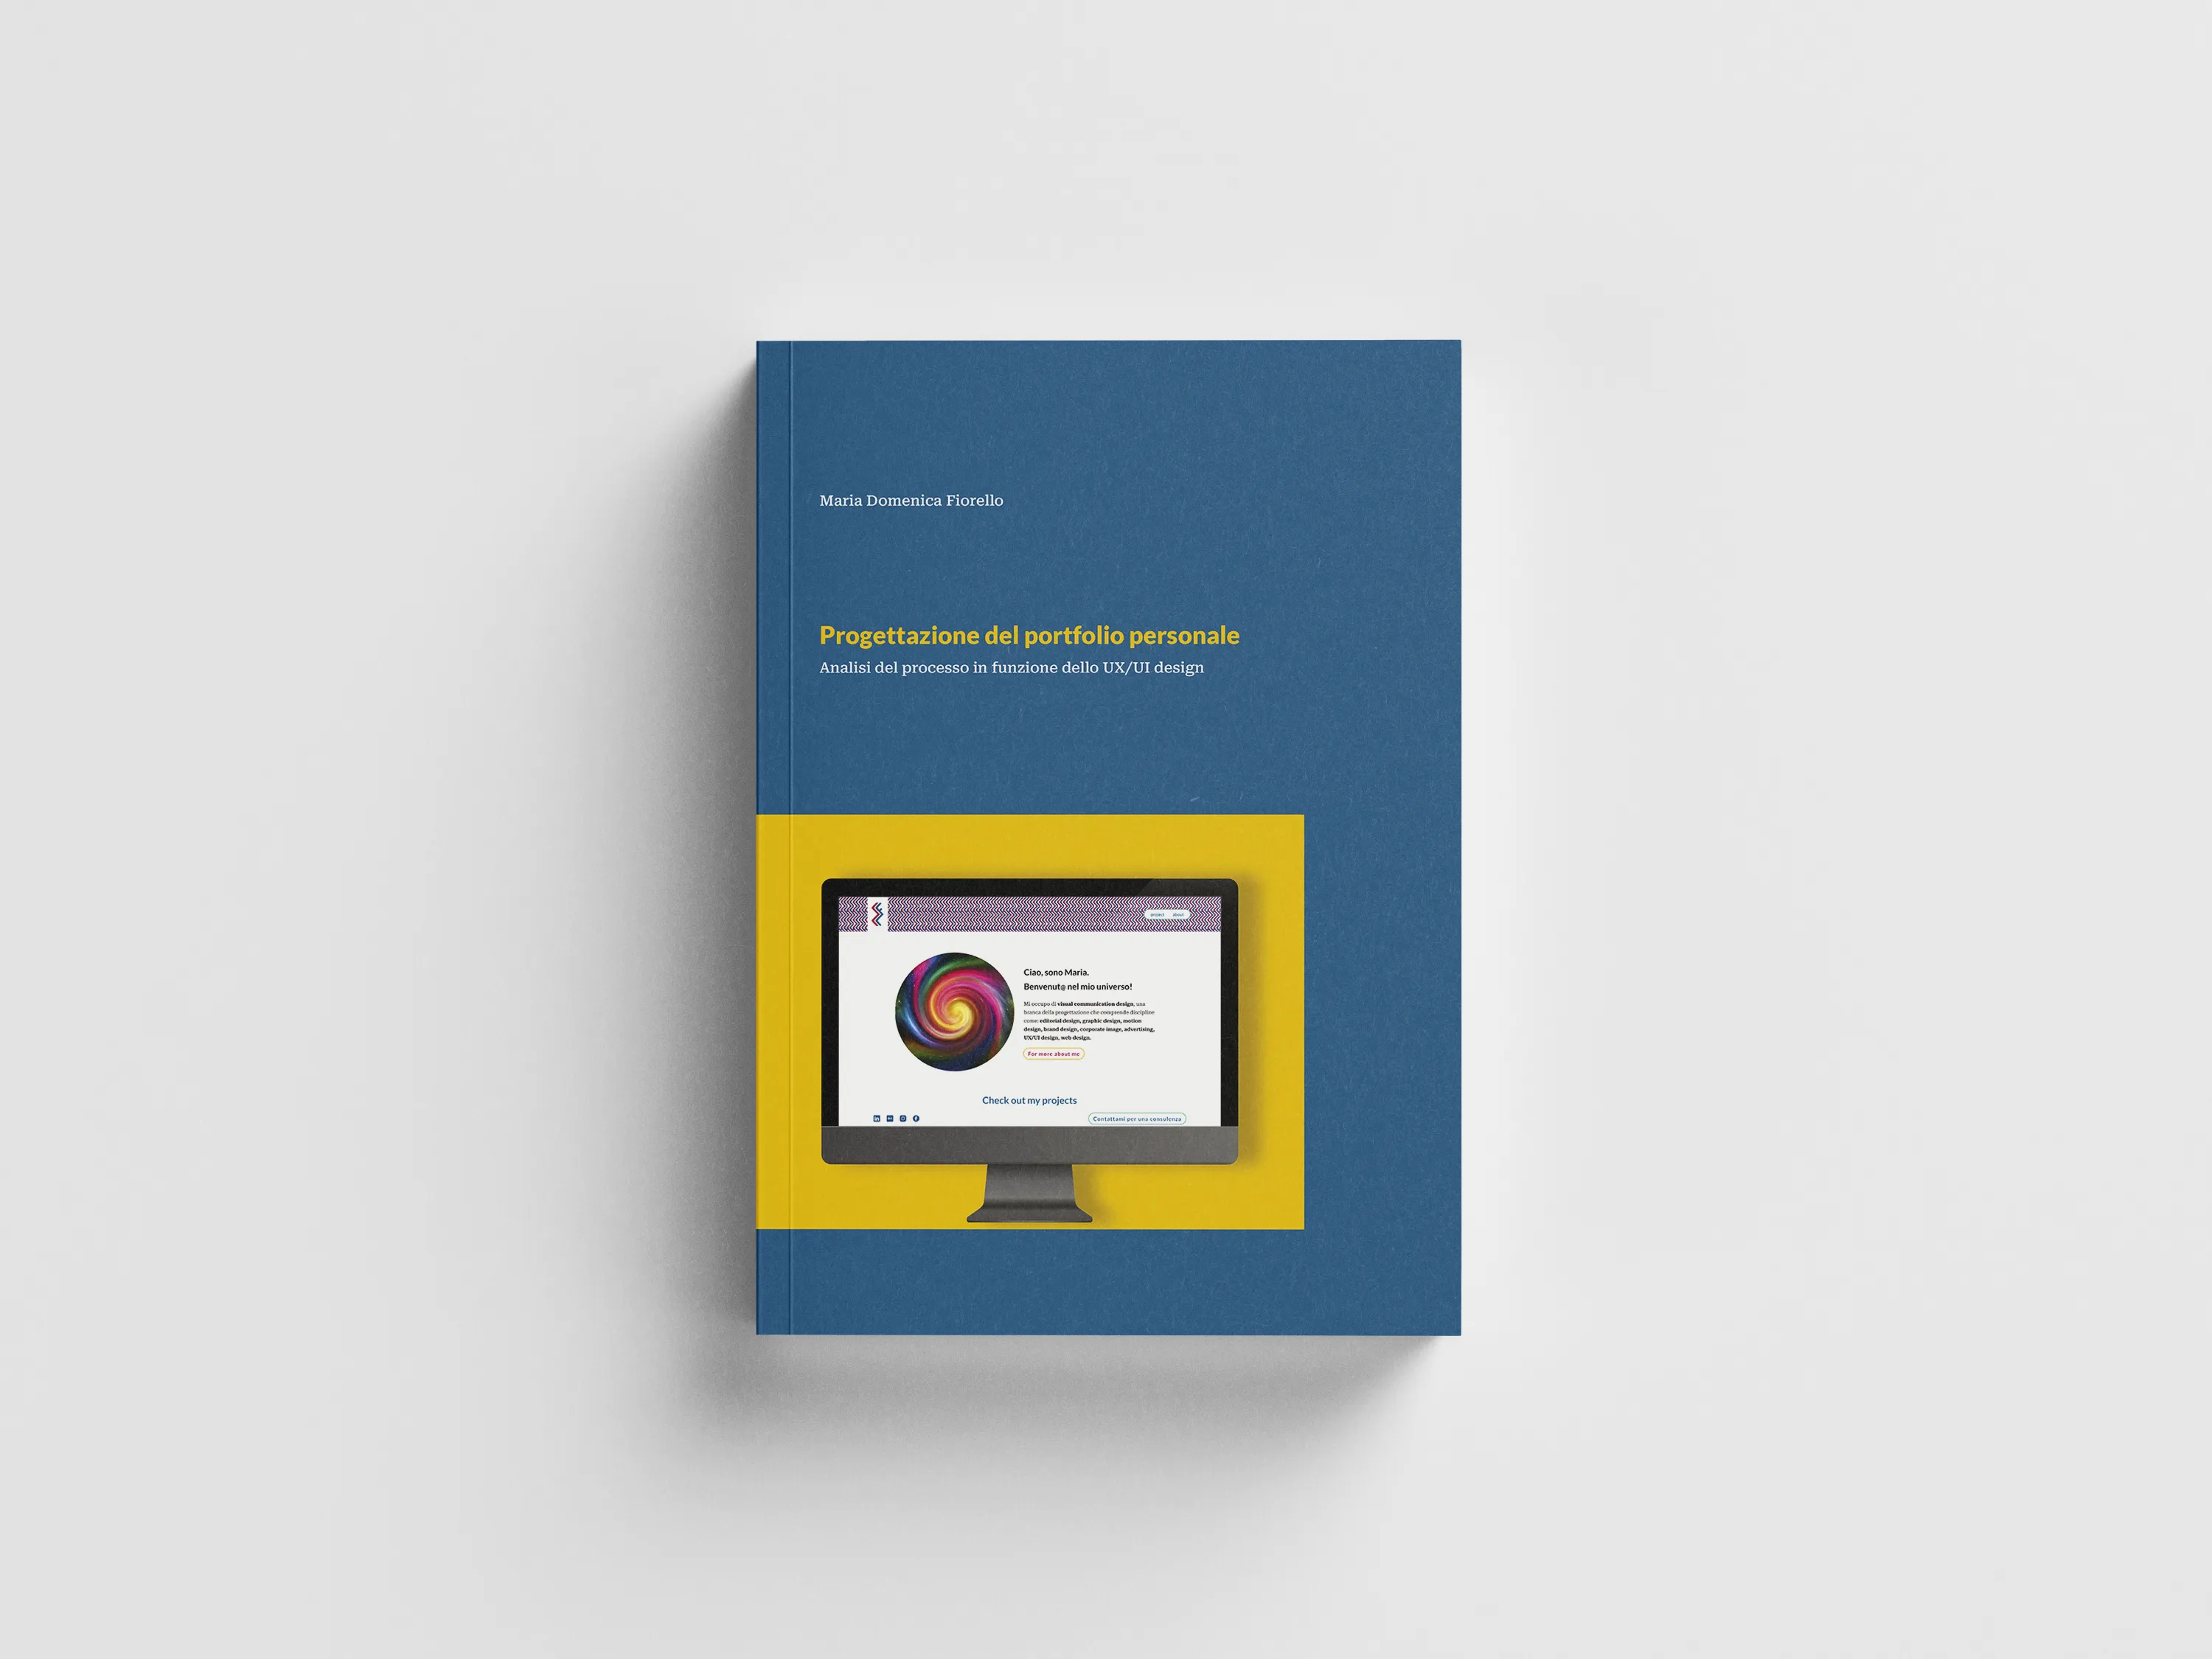 Maria Domenica Fiorello
Progettazione del portfolio personale
Analisi del processo in funzione dello UX/UI design
project about
Ciao, sono Maria.
Benvenut@ nel mio universo!
Mi occupo di visual communication design, una
branca della progettazione che comprende discipline
come: editorial design, graphic design, motion
design, brand design, corporate image, advertising,
UX/UI design, web design.
For more about me
Check out my projects
Contattami per una consulenza